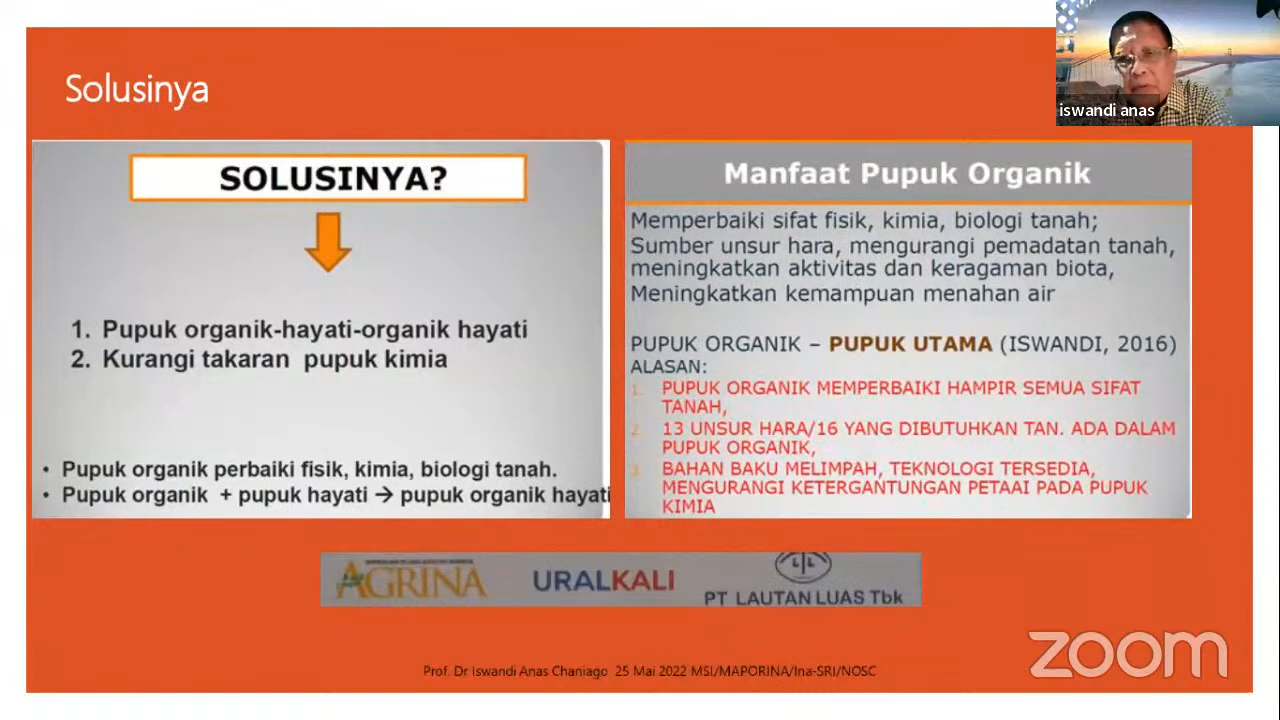 Solusinya
iswandi anas
SOLUSINYA?
1. Pupuk organik-hayati-organik hayati
2. Kurangi takaran pupuk kimia
• Pupuk organik perbaiki fisik, kimia, biologi tanah.
• Pupuk organik + pupuk hayati → pupuk organik hayati
Manfaat Pupuk Organik
Memperbaiki sifat fisik, kimia, biologi tanah;
Sumber unsur hara, mengurangi pemadatan tanah,
meningkatkan aktivitas dan keragaman biota,
Meningkatkan kemampuan menahan air
PUPUK ORGANIK – PUPUK UTAMA (ISWANDI, 2016)
ALASAN:
1. PUPUK ORGANIK MEMPERBAIKI HAMPIR SEMUA SIFAT
TANAH,
2. 13 UNSUR HARA/16 YANG DIBUTUHKAN TAN. ADA DALAM
PUPUK ORGANIK,
3. BAHAN BAKU MELIMPAH, TEKNOLOGI TERSEDIA,
MENGURANGI KETERGANTUNGAN PETAAI PADA PUPUK
KIMIA
AGRINA
URALKALI
PT LAUTAN LUAS Tbk
Prof. Dr Iswandi Anas Chaniago 25 Mai 2022 MSI/MAPORINA/Ina-SRI/NOSC
zoom